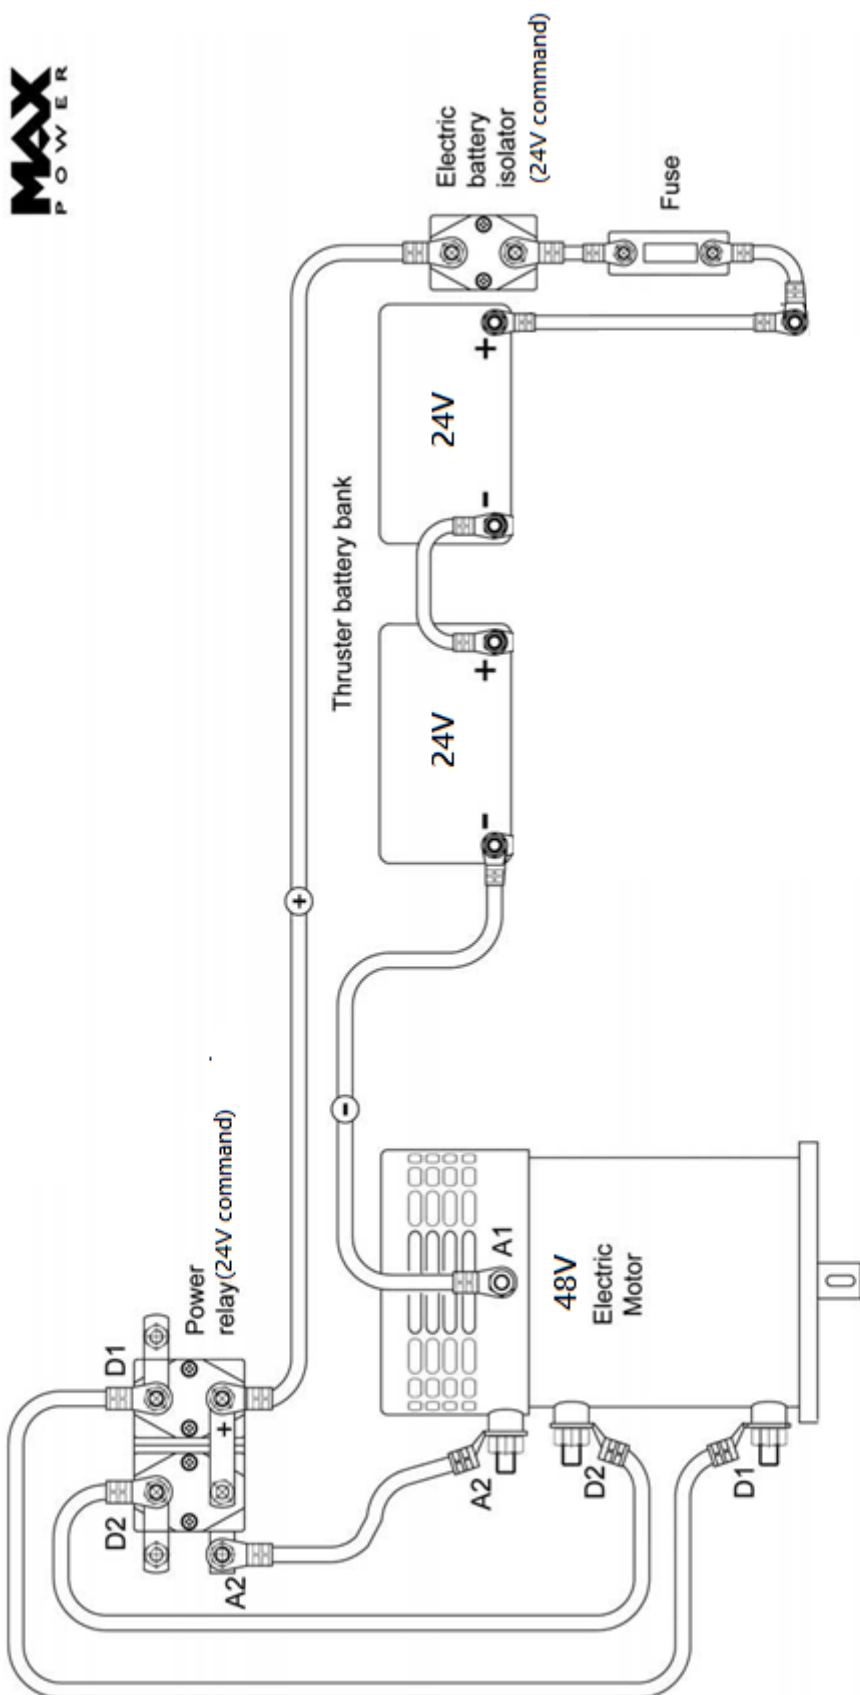 MAX
POWER
Electric
battery
isolator
(24V command)
Fuse
+
24V
-
Thruster battery bank
+
24V
-
+
-
Power
relay(24V command)
D1
+
D2
A2
A1
48V
Electric
Motor
A2
D2
D1